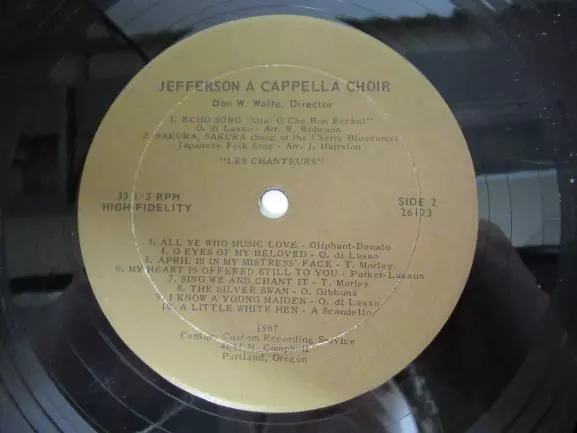 JEFFERSON A CAPPELLA CHOIR
Don W. Wolfe, Director
1. ECHO SONG "Ola! O Che Bon Eccho!"
O. di Lasso - Arr. W. Widmann
2. SAKURA, SAKURA (Song of the Cherry Blossoms)
Japanese Folk Song - Arr. J. Hairston
"LES CHANTEURS"
33 1/3 RPM
HIGH FIDELITY
SIDE 2
26123
3. ALL YE WHO MUSIC LOVE - Oliphant-Donato
4. O EYES OF MY BELOVED - O. di Lasso
5. APRIL IS IN MY MISTRESS' FACE - T. Morley
6. MY HEART IS OFFERED STILL TO YOU - Parker-Lassus
7. SING WE AND CHANT IT - T. Morley
8. THE SILVER SWAN - O. Gibbons
9. I KNOW A YOUNG MAIDEN - O. di Lasso
10. A LITTLE WHITE HEN - A Scandello
1967
Century Custom Recording Service
4611 N. Campbell
Portland, Oregon